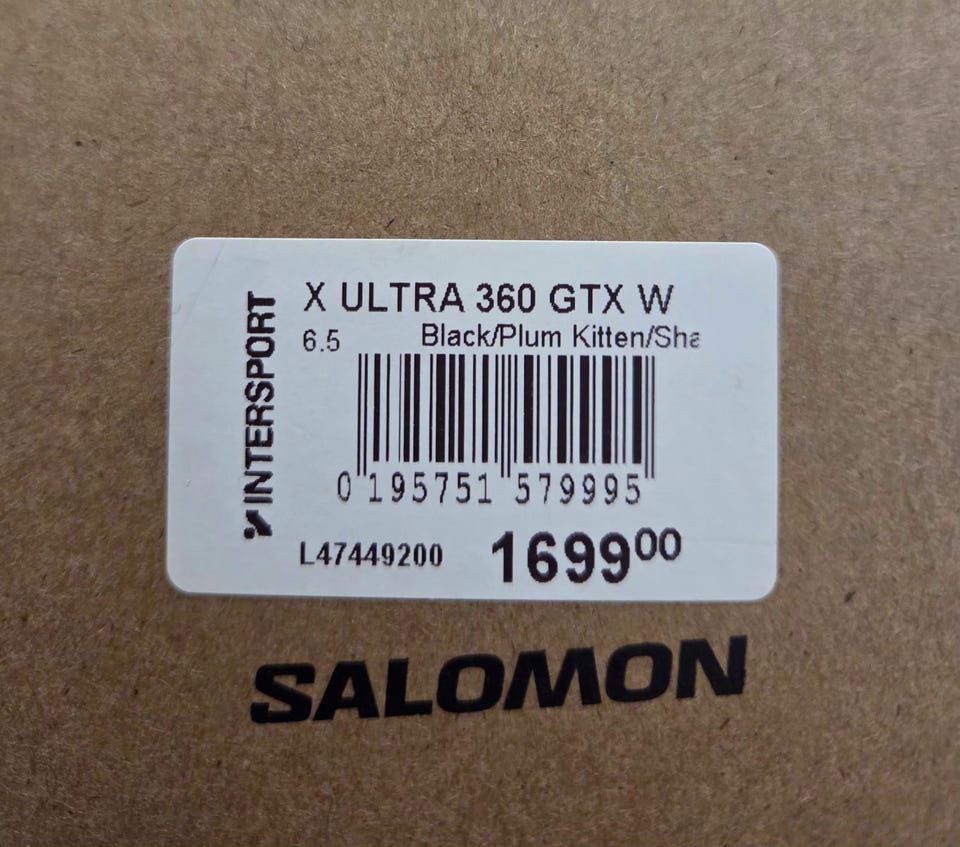 INTERSPORT
X ULTRA 360 GTX W
6.5 Black/Plum Kitten/Sha
0 195751 579995
L47449200 1699⁰⁰
SALOMON